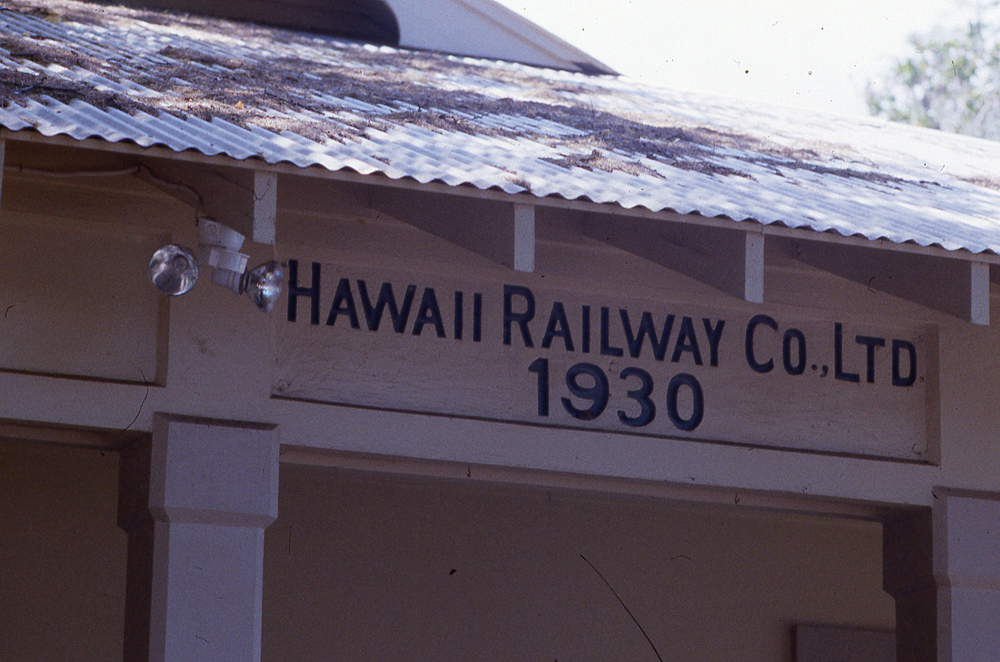 HAWAII RAILWAY CO., LTD.
1930